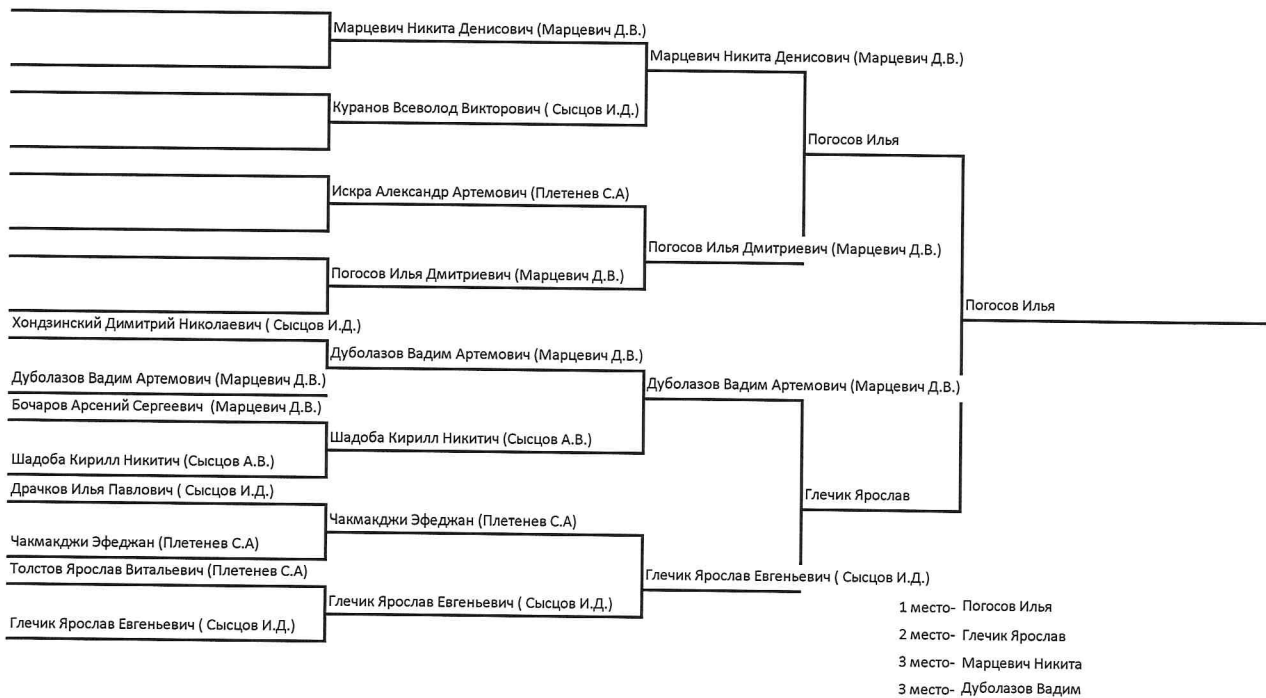 Марцевич Никита Денисович (Марцевич Д.В.)
Марцевич Никита Денисович (Марцевич Д.В.)
Куранов Всеволод Викторович ( Сысцов И.Д.)
Погосов Илья
Искра Александр Артемович (Плетенев С.А)
Погосов Илья Дмитриевич (Марцевич Д.В.)
Погосов Илья Дмитриевич (Марцевич Д.В.)
Погосов Илья
Хондзинский Димитрий Николаевич ( Сысцов И.Д.)
Дуболазов Вадим Артемович (Марцевич Д.В.)
Дуболазов Вадим Артемович (Марцевич Д.В.)
Дуболазов Вадим Артемович (Марцевич Д.В.)
Бочаров Арсений Сергеевич (Марцевич Д.В.)
Шадоба Кирилл Никитич (Сысцов А.В.)
Шадоба Кирилл Никитич (Сысцов А.В.)
Драчков Илья Павлович ( Сысцов И.Д.)
Глечик Ярослав
Чакмакджи Эфеджан (Плетенев С.А)
Чакмакджи Эфеджан (Плетенев С.А)
Толстов Ярослав Витальевич (Плетенев С.А)
Глечик Ярослав Евгеньевич ( Сысцов И.Д.)
Глечик Ярослав Евгеньевич ( Сысцов И.Д.)
Глечик Ярослав Евгеньевич ( Сысцов И.Д.)
1 место- Погосов Илья
2 место- Глечик Ярослав
3 место- Марцевич Никита
3 место- Дуболазов Вадим